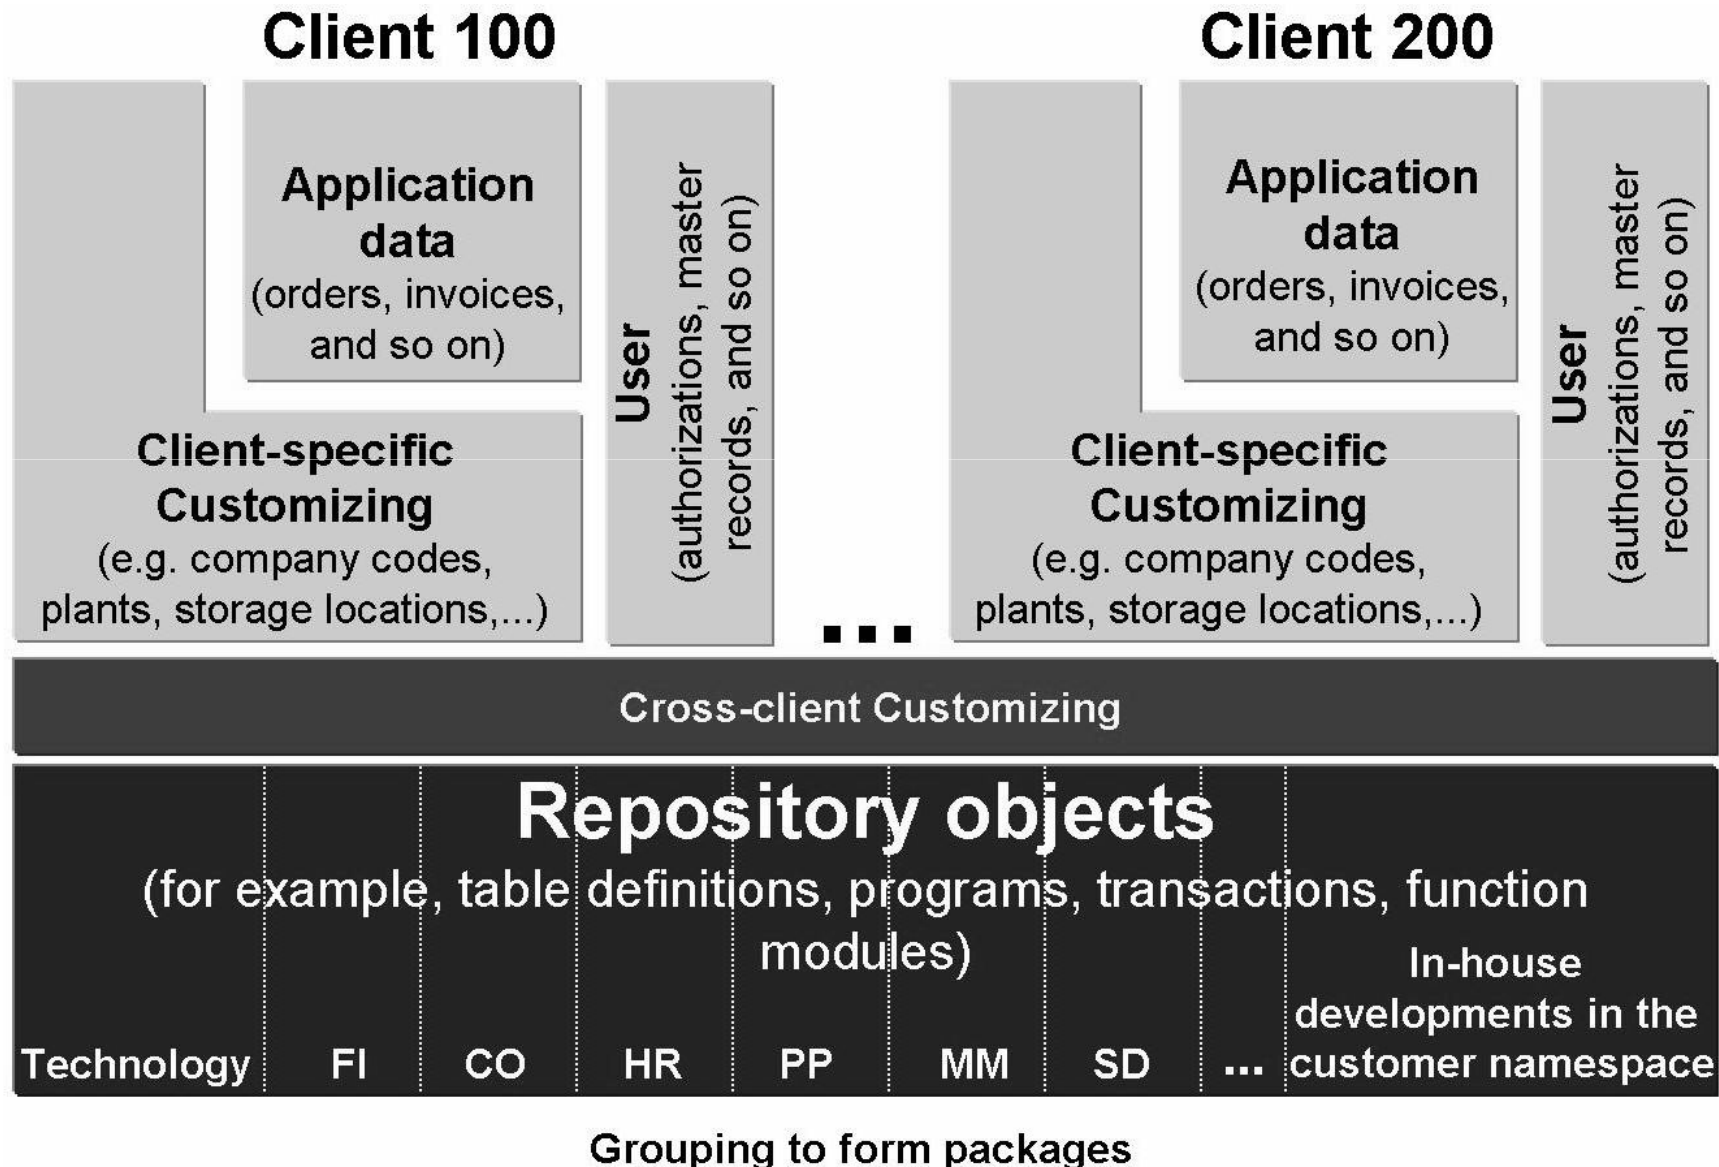 Client 100
Client 200
Application
data
(orders, invoices,
and so on)
User
(authorizations, master
records, and so on)
Client-specific
Customizing
(e.g. company codes,
plants, storage locations,...)
...
Application
data
(orders, invoices,
and so on)
User
(authorizations, master
records, and so on)
Client-specific
Customizing
(e.g. company codes,
plants, storage locations,...)
Cross-client Customizing
Repository objects
(for example, table definitions, programs, transactions, function
modules)
Technology
FI
CO
HR
PP
MM
SD
...
In-house
developments in the
customer namespace
Grouping to form packages